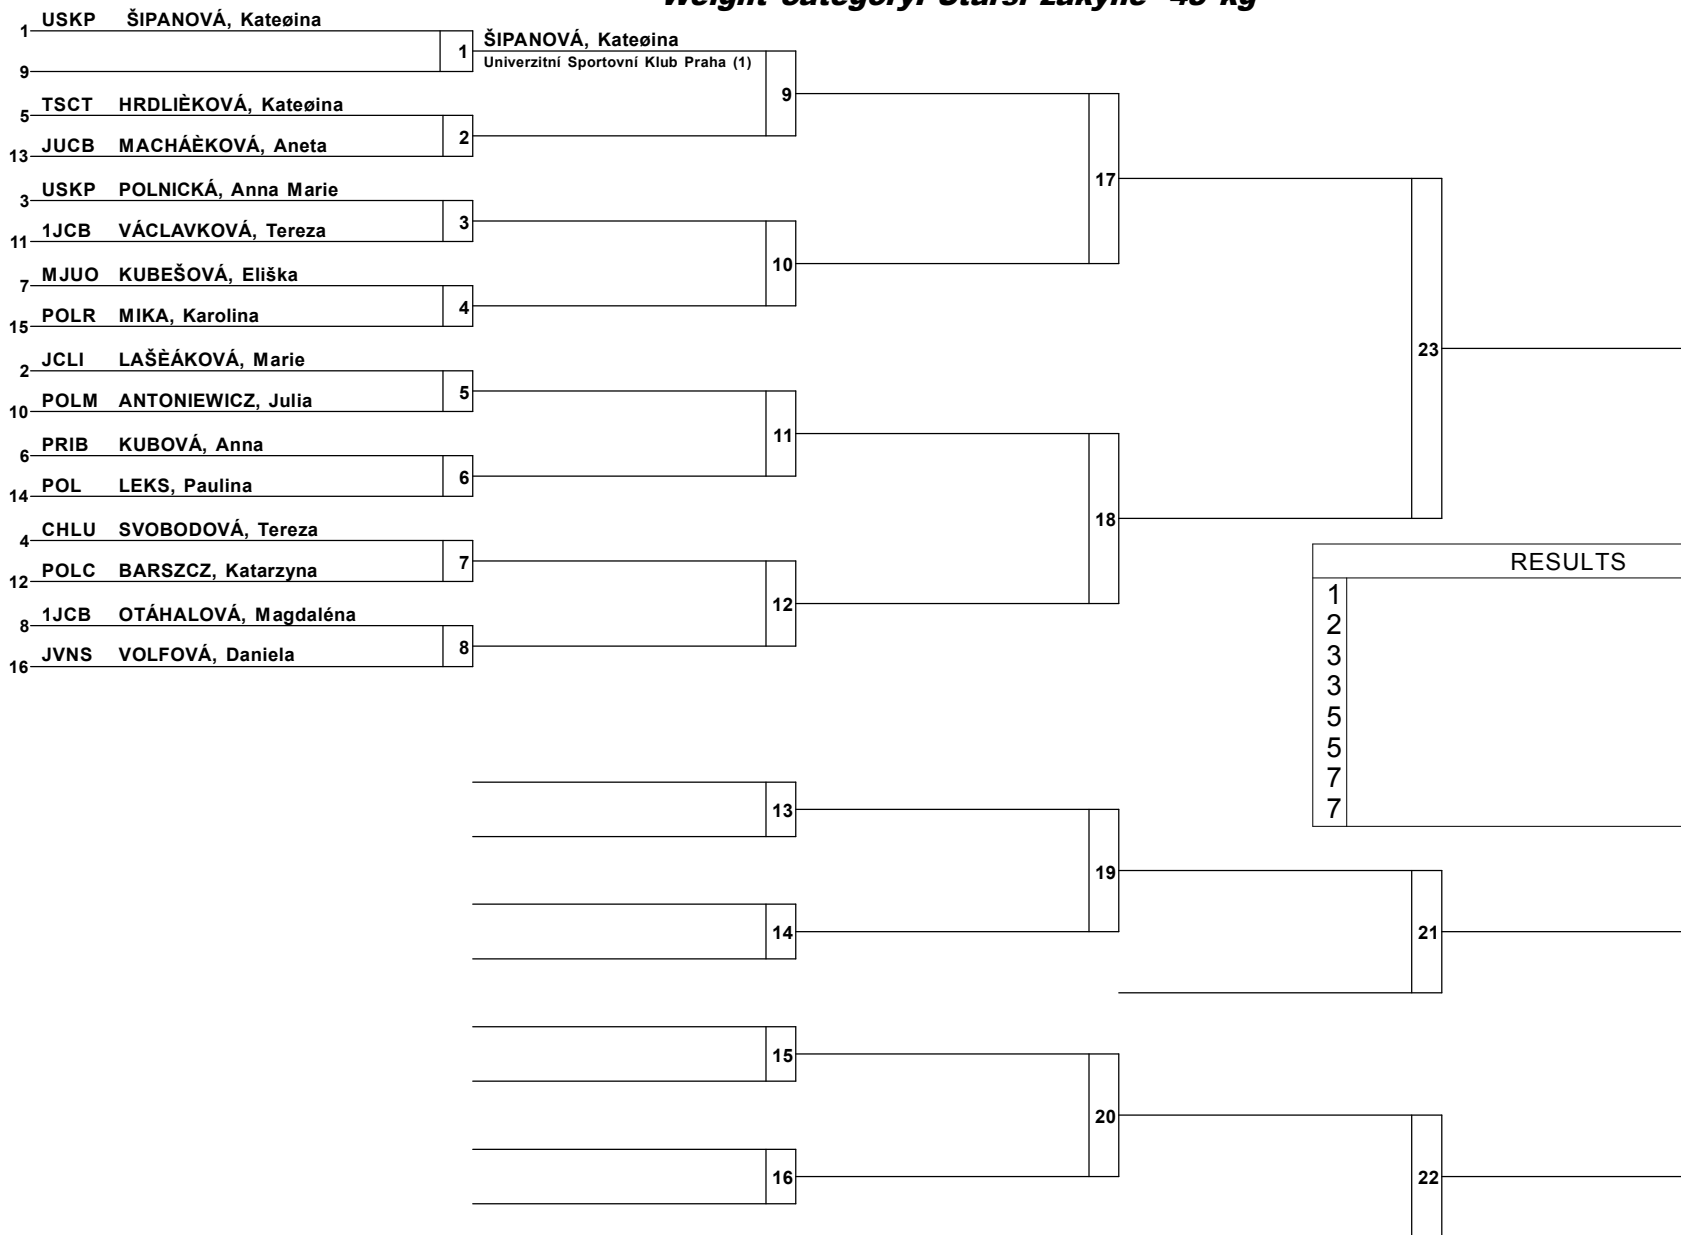 1 USKP ŠIPANOVÁ, Kateøina
9
1
ŠIPANOVÁ, Kateøina
Univerzitní Sportovní Klub Praha (1)
5 TSCT HRDLIÈKOVÁ, Kateøina
13 JUCB MACHÁÈKOVÁ, Aneta
2
9
3 USKP POLNICKÁ, Anna Marie
11 1JCB VÁCLAVKOVÁ, Tereza
3
7 MJUO KUBEŠOVÁ, Eliška
15 POLR MIKA, Karolina
4
10
17
2 JCLI LAŠÈÁKOVÁ, Marie
10 POLM ANTONIEWICZ, Julia
5
6 PRIB KUBOVÁ, Anna
14 POL LEKS, Paulina
6
11
4 CHLU SVOBODOVÁ, Tereza
12 POLC BARSZCZ, Katarzyna
7
8 1JCB OTÁHALOVÁ, Magdaléna
16 JVNS VOLFOVÁ, Daniela
8
12
18
23
RESULTS
1
2
3
3
5
5
7
7
13
14
19
21
15
16
20
22